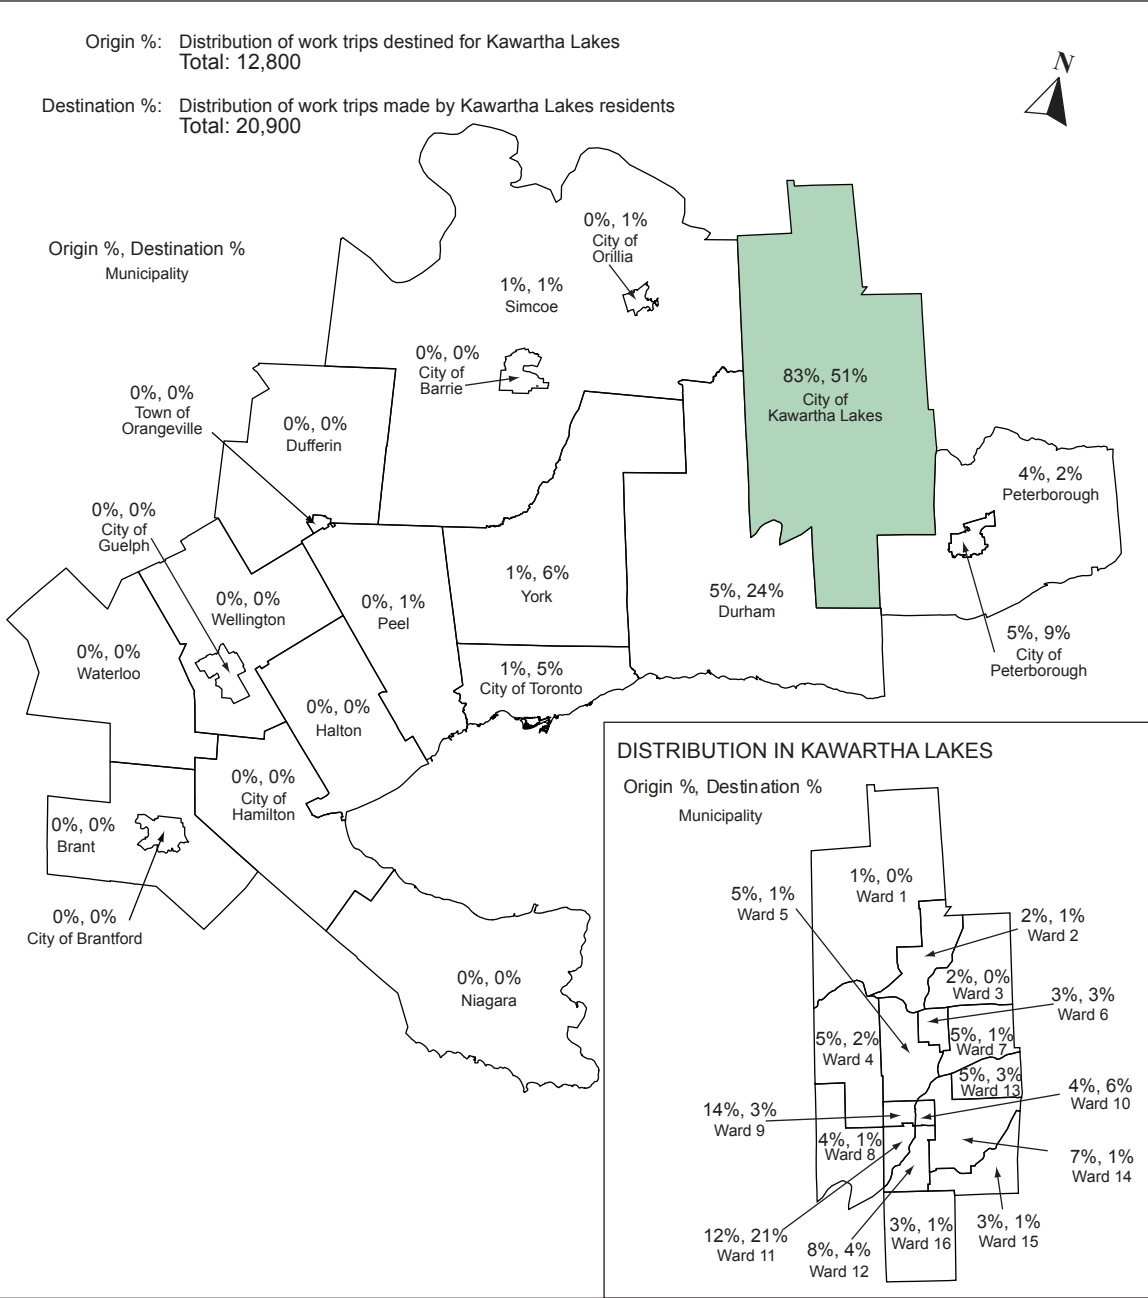 Origin %: Distribution of work trips destined for Kawartha Lakes
Total: 12,800
Destination %: Distribution of work trips made by Kawartha Lakes residents
Total: 20,900
N
Origin %, Destination %
Municipality
0%, 1%
City of
Orillia
1%, 1%
Simcoe
0%, 0%
City of
Barrie
83%, 51%
City of
Kawartha Lakes
0%, 0%
Town of
Orangeville
0%, 0%
Dufferin
4%, 2%
Peterborough
0%, 0%
City of
Guelph
0%, 0%
Wellington
0%, 1%
Peel
1%, 6%
York
5%, 24%
Durham
5%, 9%
City of
Peterborough
0%, 0%
Waterloo
1%, 5%
City of Toronto
0%, 0%
Halton
0%, 0%
City of
Hamilton
0%, 0%
Brant
0%, 0%
City of Brantford
0%, 0%
Niagara
DISTRIBUTION IN KAWARTHA LAKES
Origin %, Destination %
Municipality
1%, 0%
Ward 1
5%, 1%
Ward 5
2%, 1%
Ward 2
2%, 0%
Ward 3
3%, 3%
Ward 6
5%, 2%
Ward 4
5%, 1%
Ward 7
5%, 3%
Ward 13
4%, 6%
Ward 10
14%, 3%
Ward 9
4%, 1%
Ward 8
7%, 1%
Ward 14
12%, 21%
Ward 11
8%, 4%
Ward 12
3%, 1%
Ward 16
3%, 1%
Ward 15